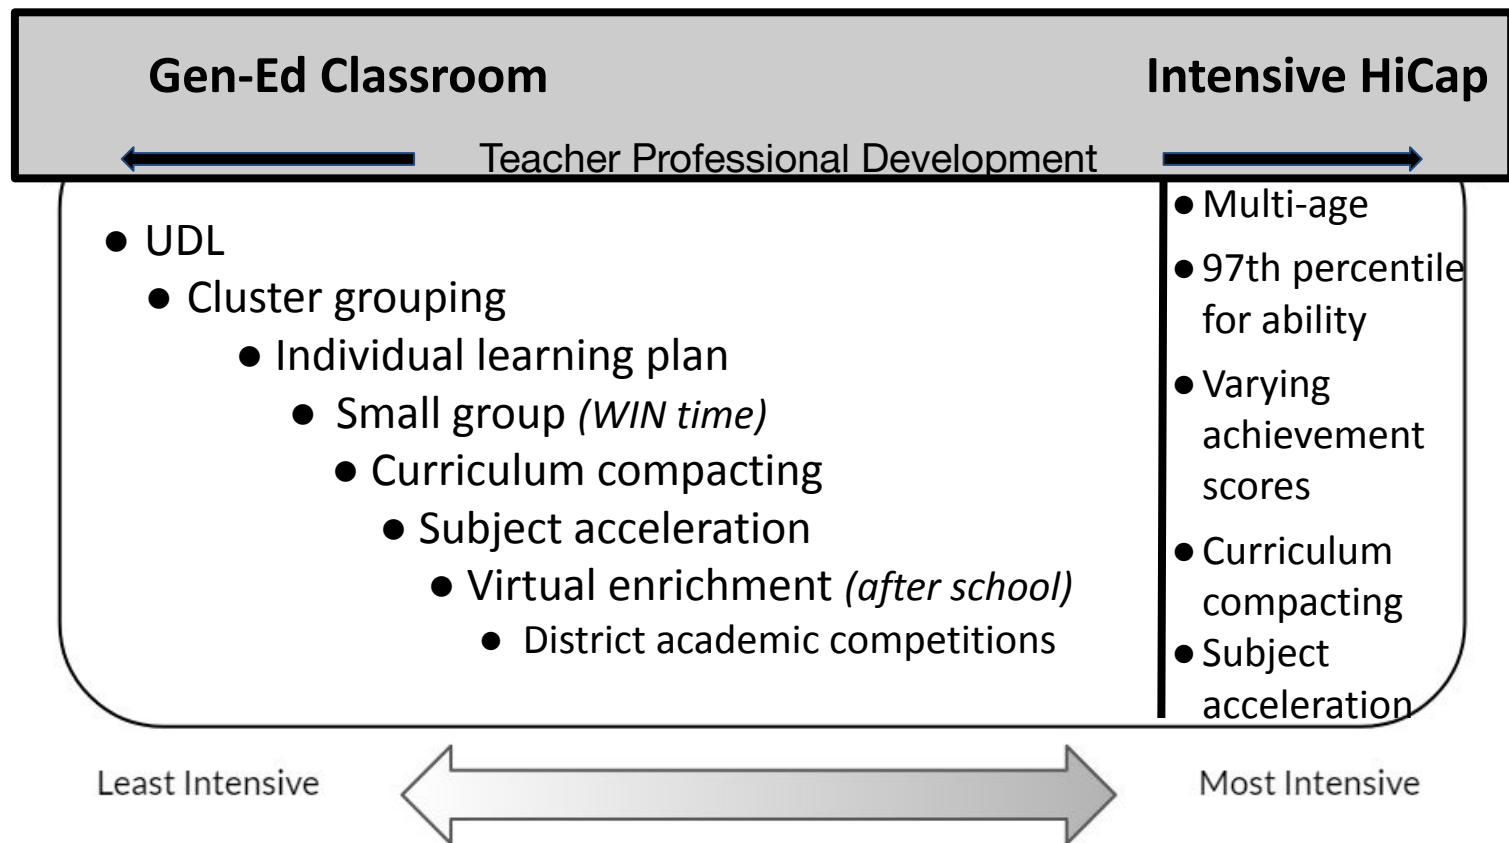 Gen-Ed Classroom
Intensive HiCap
Teacher Professional Development
● UDL
● Cluster grouping
● Individual learning plan
● Small group (WIN time)
● Curriculum compacting
● Subject acceleration
● Virtual enrichment (after school)
● District academic competitions
● Multi-age
● 97th percentile
for ability
● Varying
achievement
scores
● Curriculum
compacting
● Subject
acceleration
Least Intensive
Most Intensive